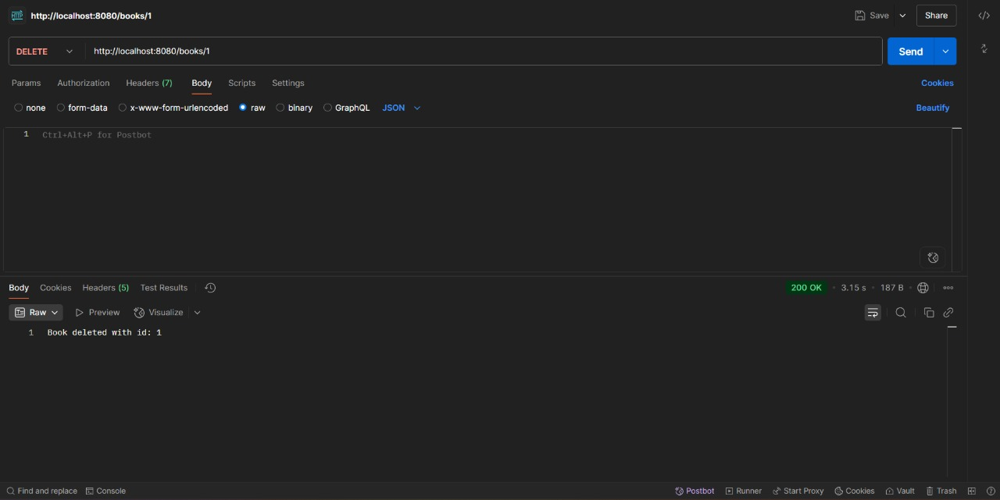 HTTP http://localhost:8080/books/1 Save Share
DELETE http://localhost:8080/books/1 Send
Params Authorization Headers (7) Body Scripts Settings Cookies
none form-data x-www-form-urlencoded raw binary GraphQL JSON Beautify
1 Ctrl+Alt+P for Postbot
Body Cookies Headers (5) Test Results 200 OK • 3.15 s • 187 B
Raw Preview Visualize
1 Book deleted with id: 1
Find and replace Console Postbot Runner Start Proxy Cookies Vault Trash